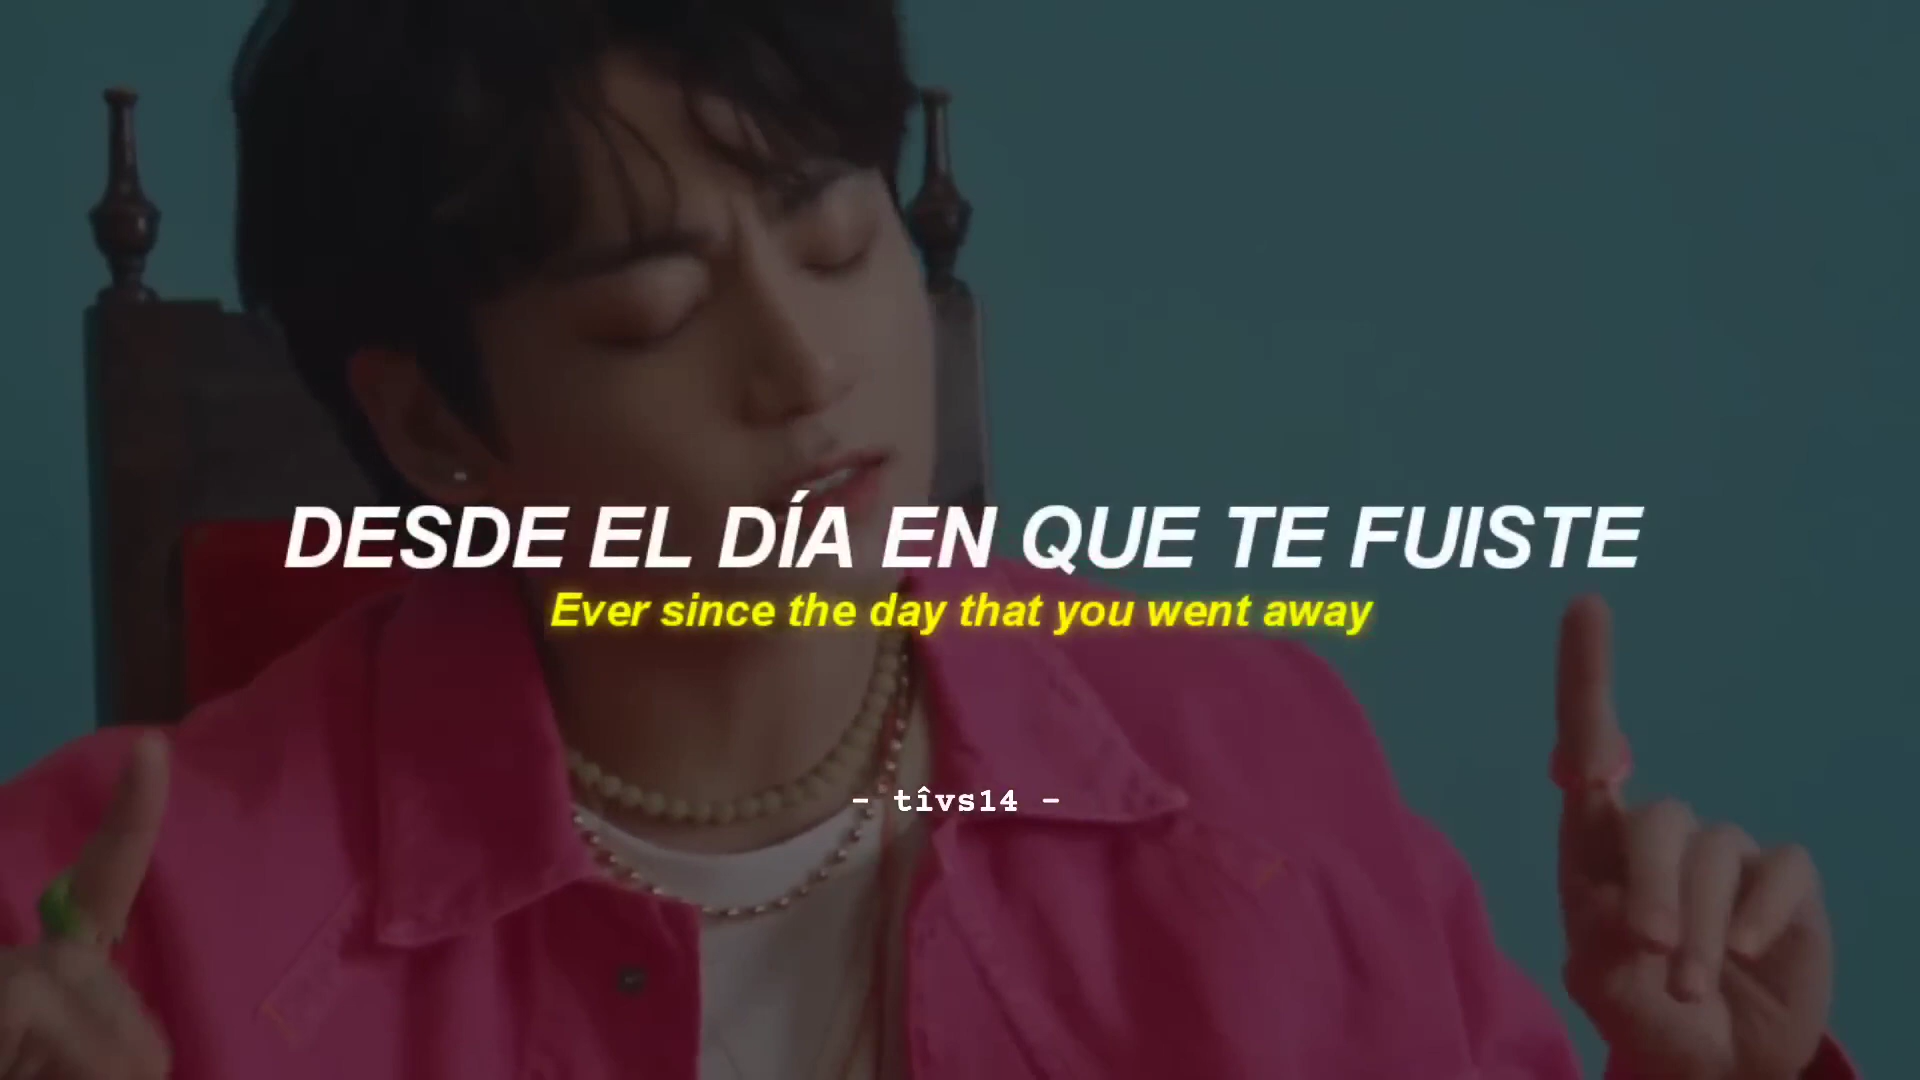 DESDE EL DÍA EN QUE TE FUISTE
Ever since the day that you went away
- tîvs14 -